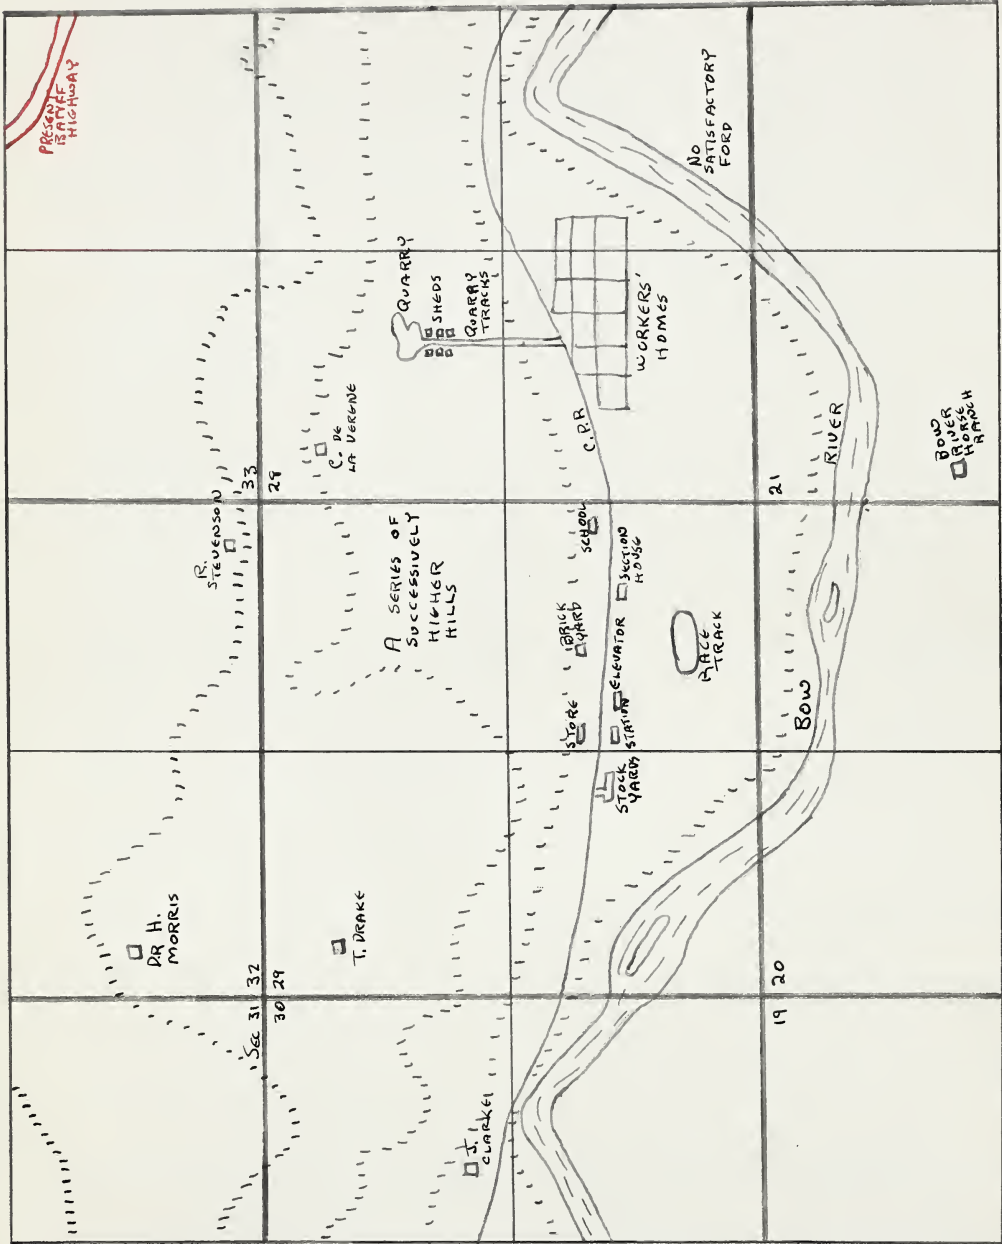 PRESENT
BANFF
HIGHWAY
DR H.
MORRIS
R.
STEVENSON
SEC 31
32
33
30
29
28
T. DRAKE
C. DE
LA VERGNE
A SERIES OF
SUCCESSIVELY
HIGHER
HILLS
QUARRY
SHEDS
QUARRY
TRACKS
J.
CLARKE
STORE
BRICK
YARD
SCHOOL
C.P.R
STOCK
YARDS
STATION
ELEVATOR
SECTION
HOUSE
WORKERS'
HOMES
RACE
TRACK
NO
SATISFACTORY
FORD
19
20
21
BOW
RIVER
BOW
RIVER
HORSE
RANCH